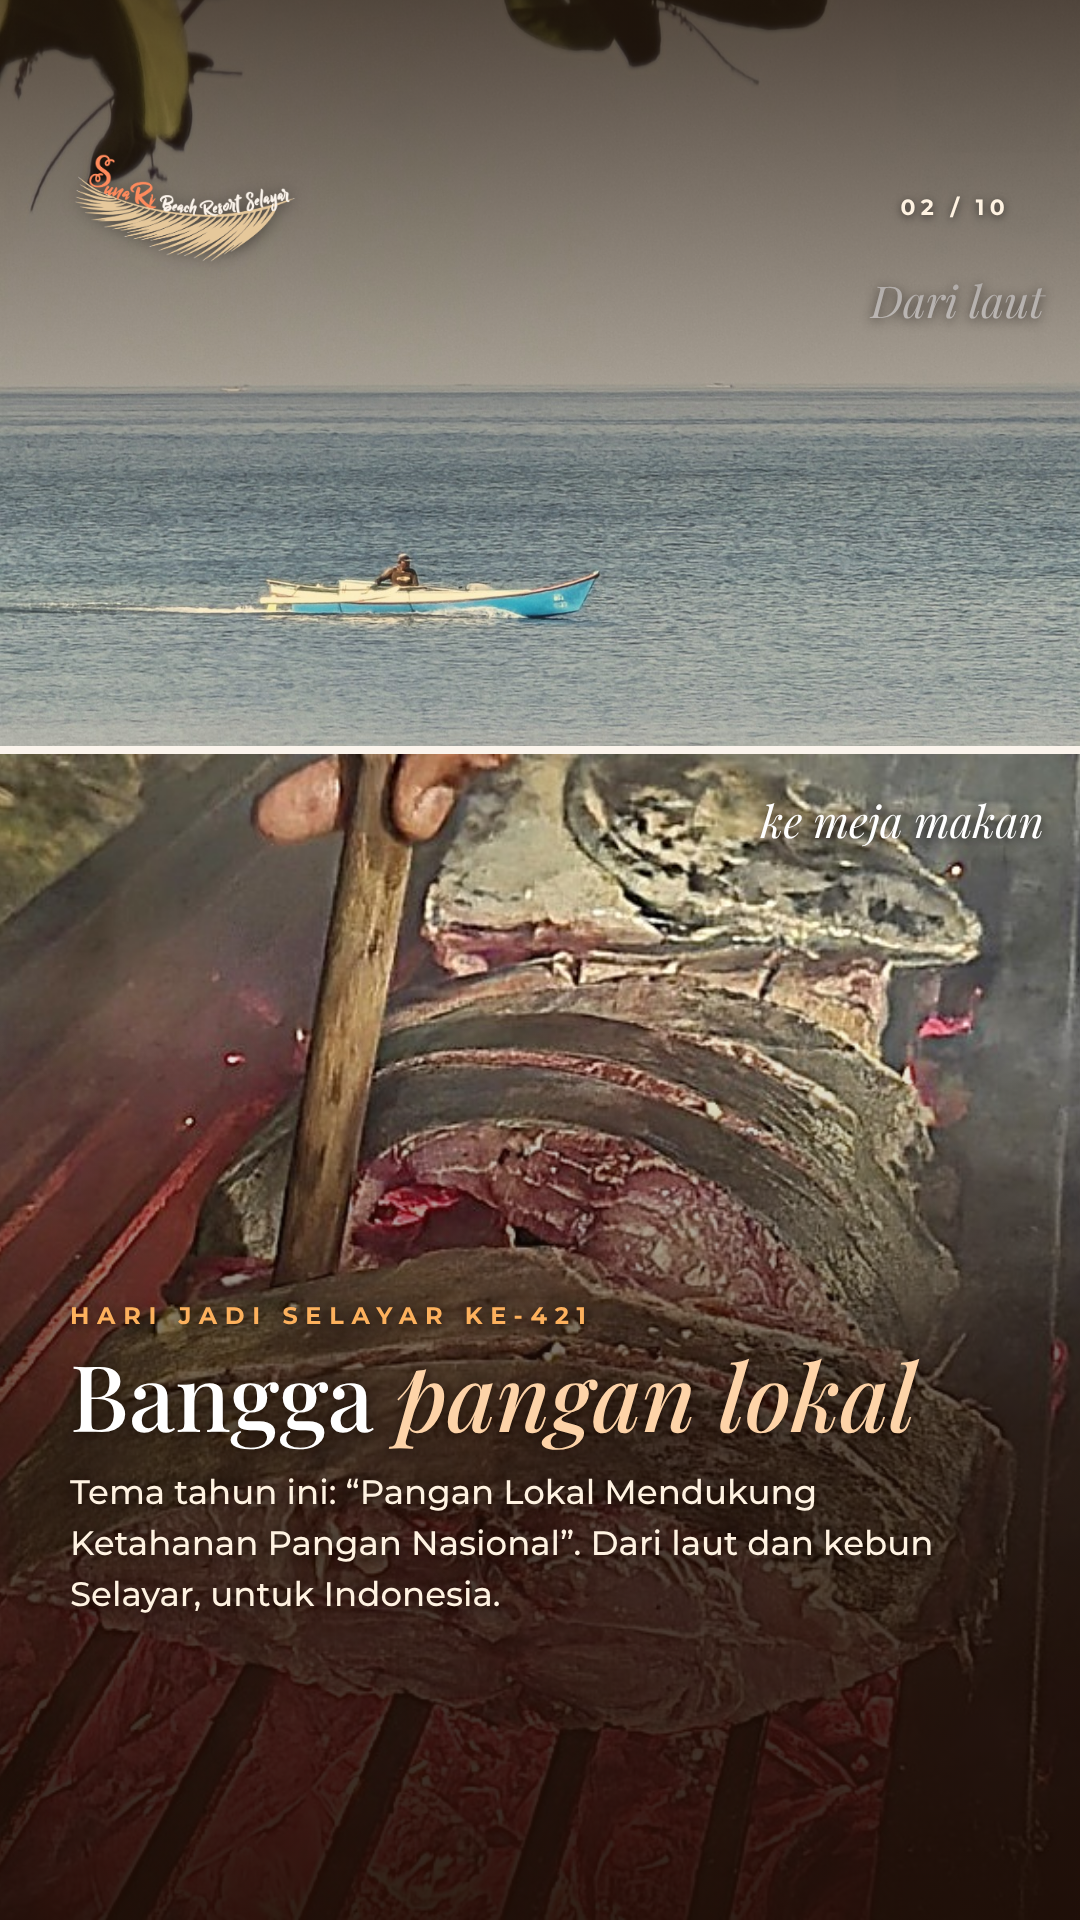 SunaRi Beach Resort Selayar
02 / 10
Dari laut
ke meja makan
HARI JADI SELAYAR KE-421
Bangga pangan lokal
Tema tahun ini: “Pangan Lokal Mendukung
Ketahanan Pangan Nasional”. Dari laut dan kebun
Selayar, untuk Indonesia.